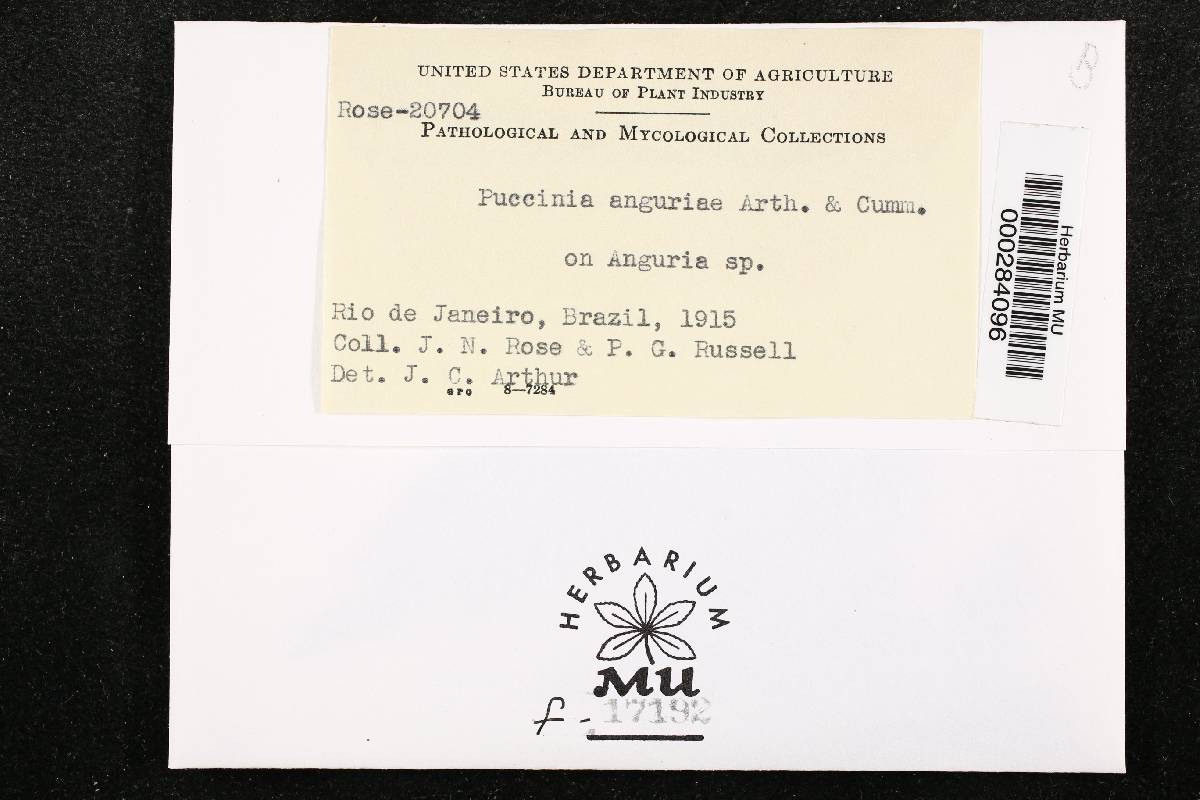 UNITED STATES DEPARTMENT OF AGRICULTURE
BUREAU OF PLANT INDUSTRY
Rose-20704
PATHOLOGICAL AND MYCOLOGICAL COLLECTIONS
Puccinia anguriae Arth. & Cumm.
on Anguria sp.
Rio de Janeiro, Brazil, 1915
Coll. J. N. Rose & P. G. Russell
Det. J. C. Arthur
8—7284
Herbarium MU
000284096
HERBARIUM
MU
f - 17192